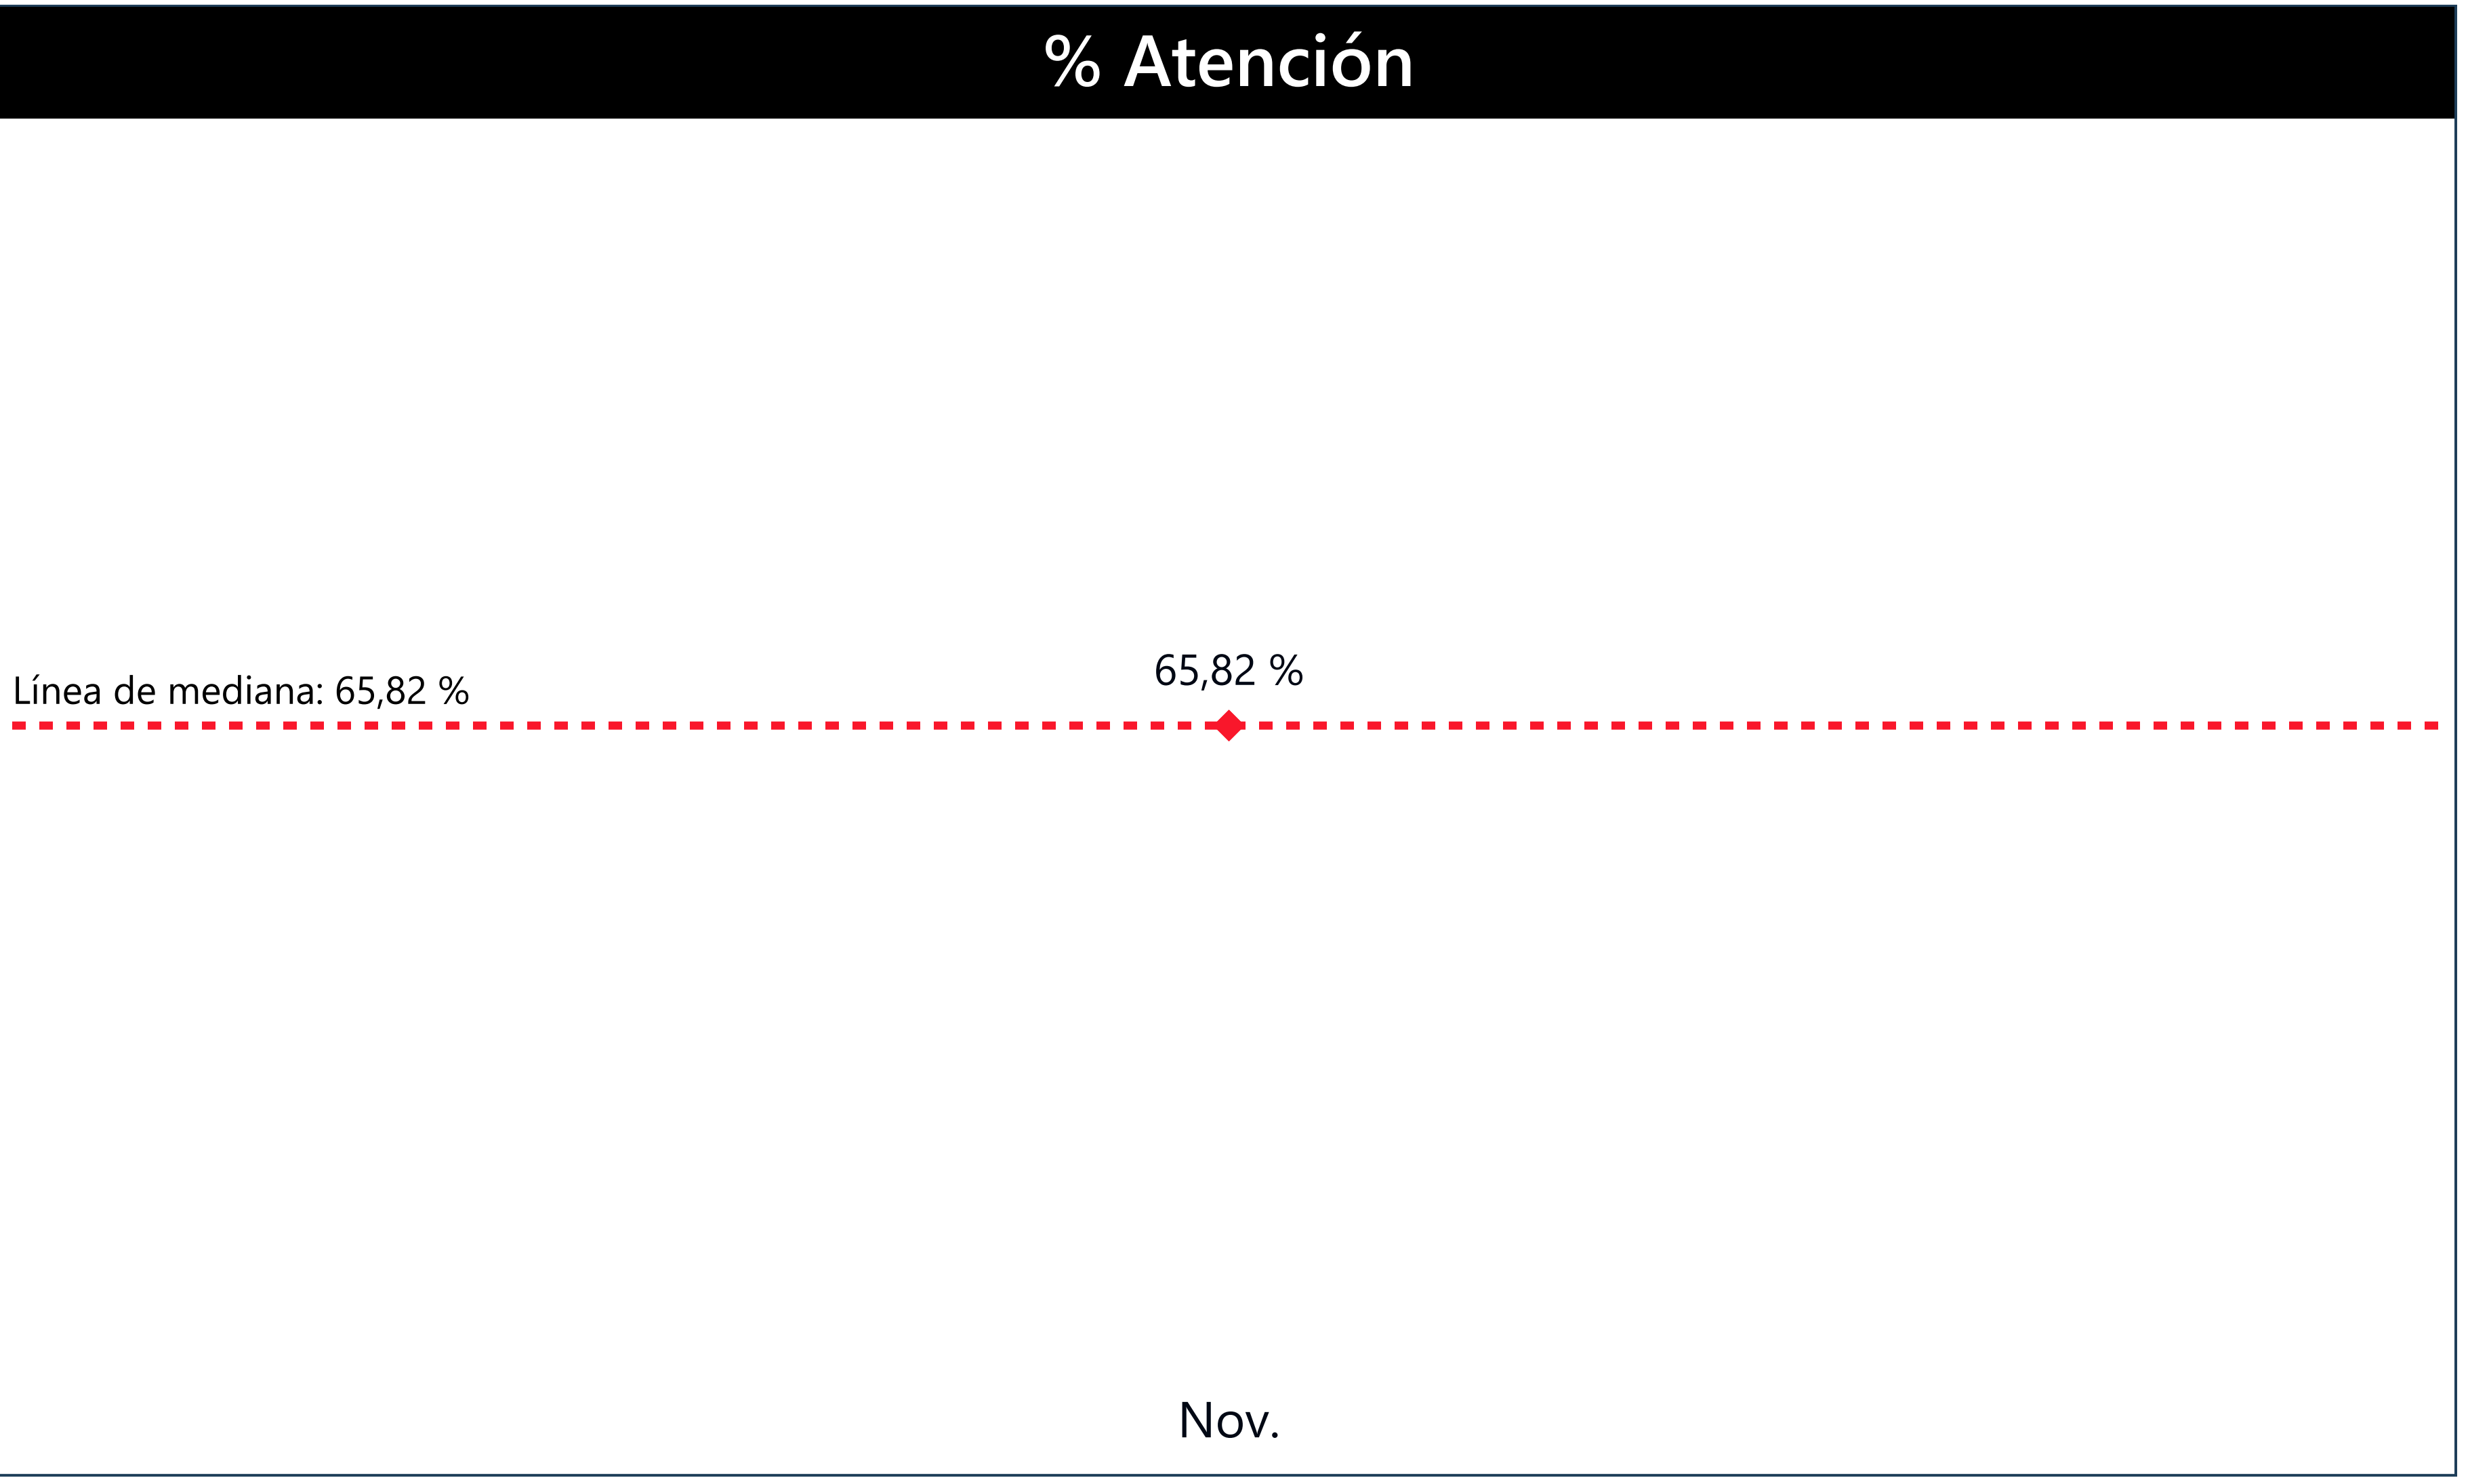 % Atención
65,82 %
Línea de mediana: 65,82 %
Nov.